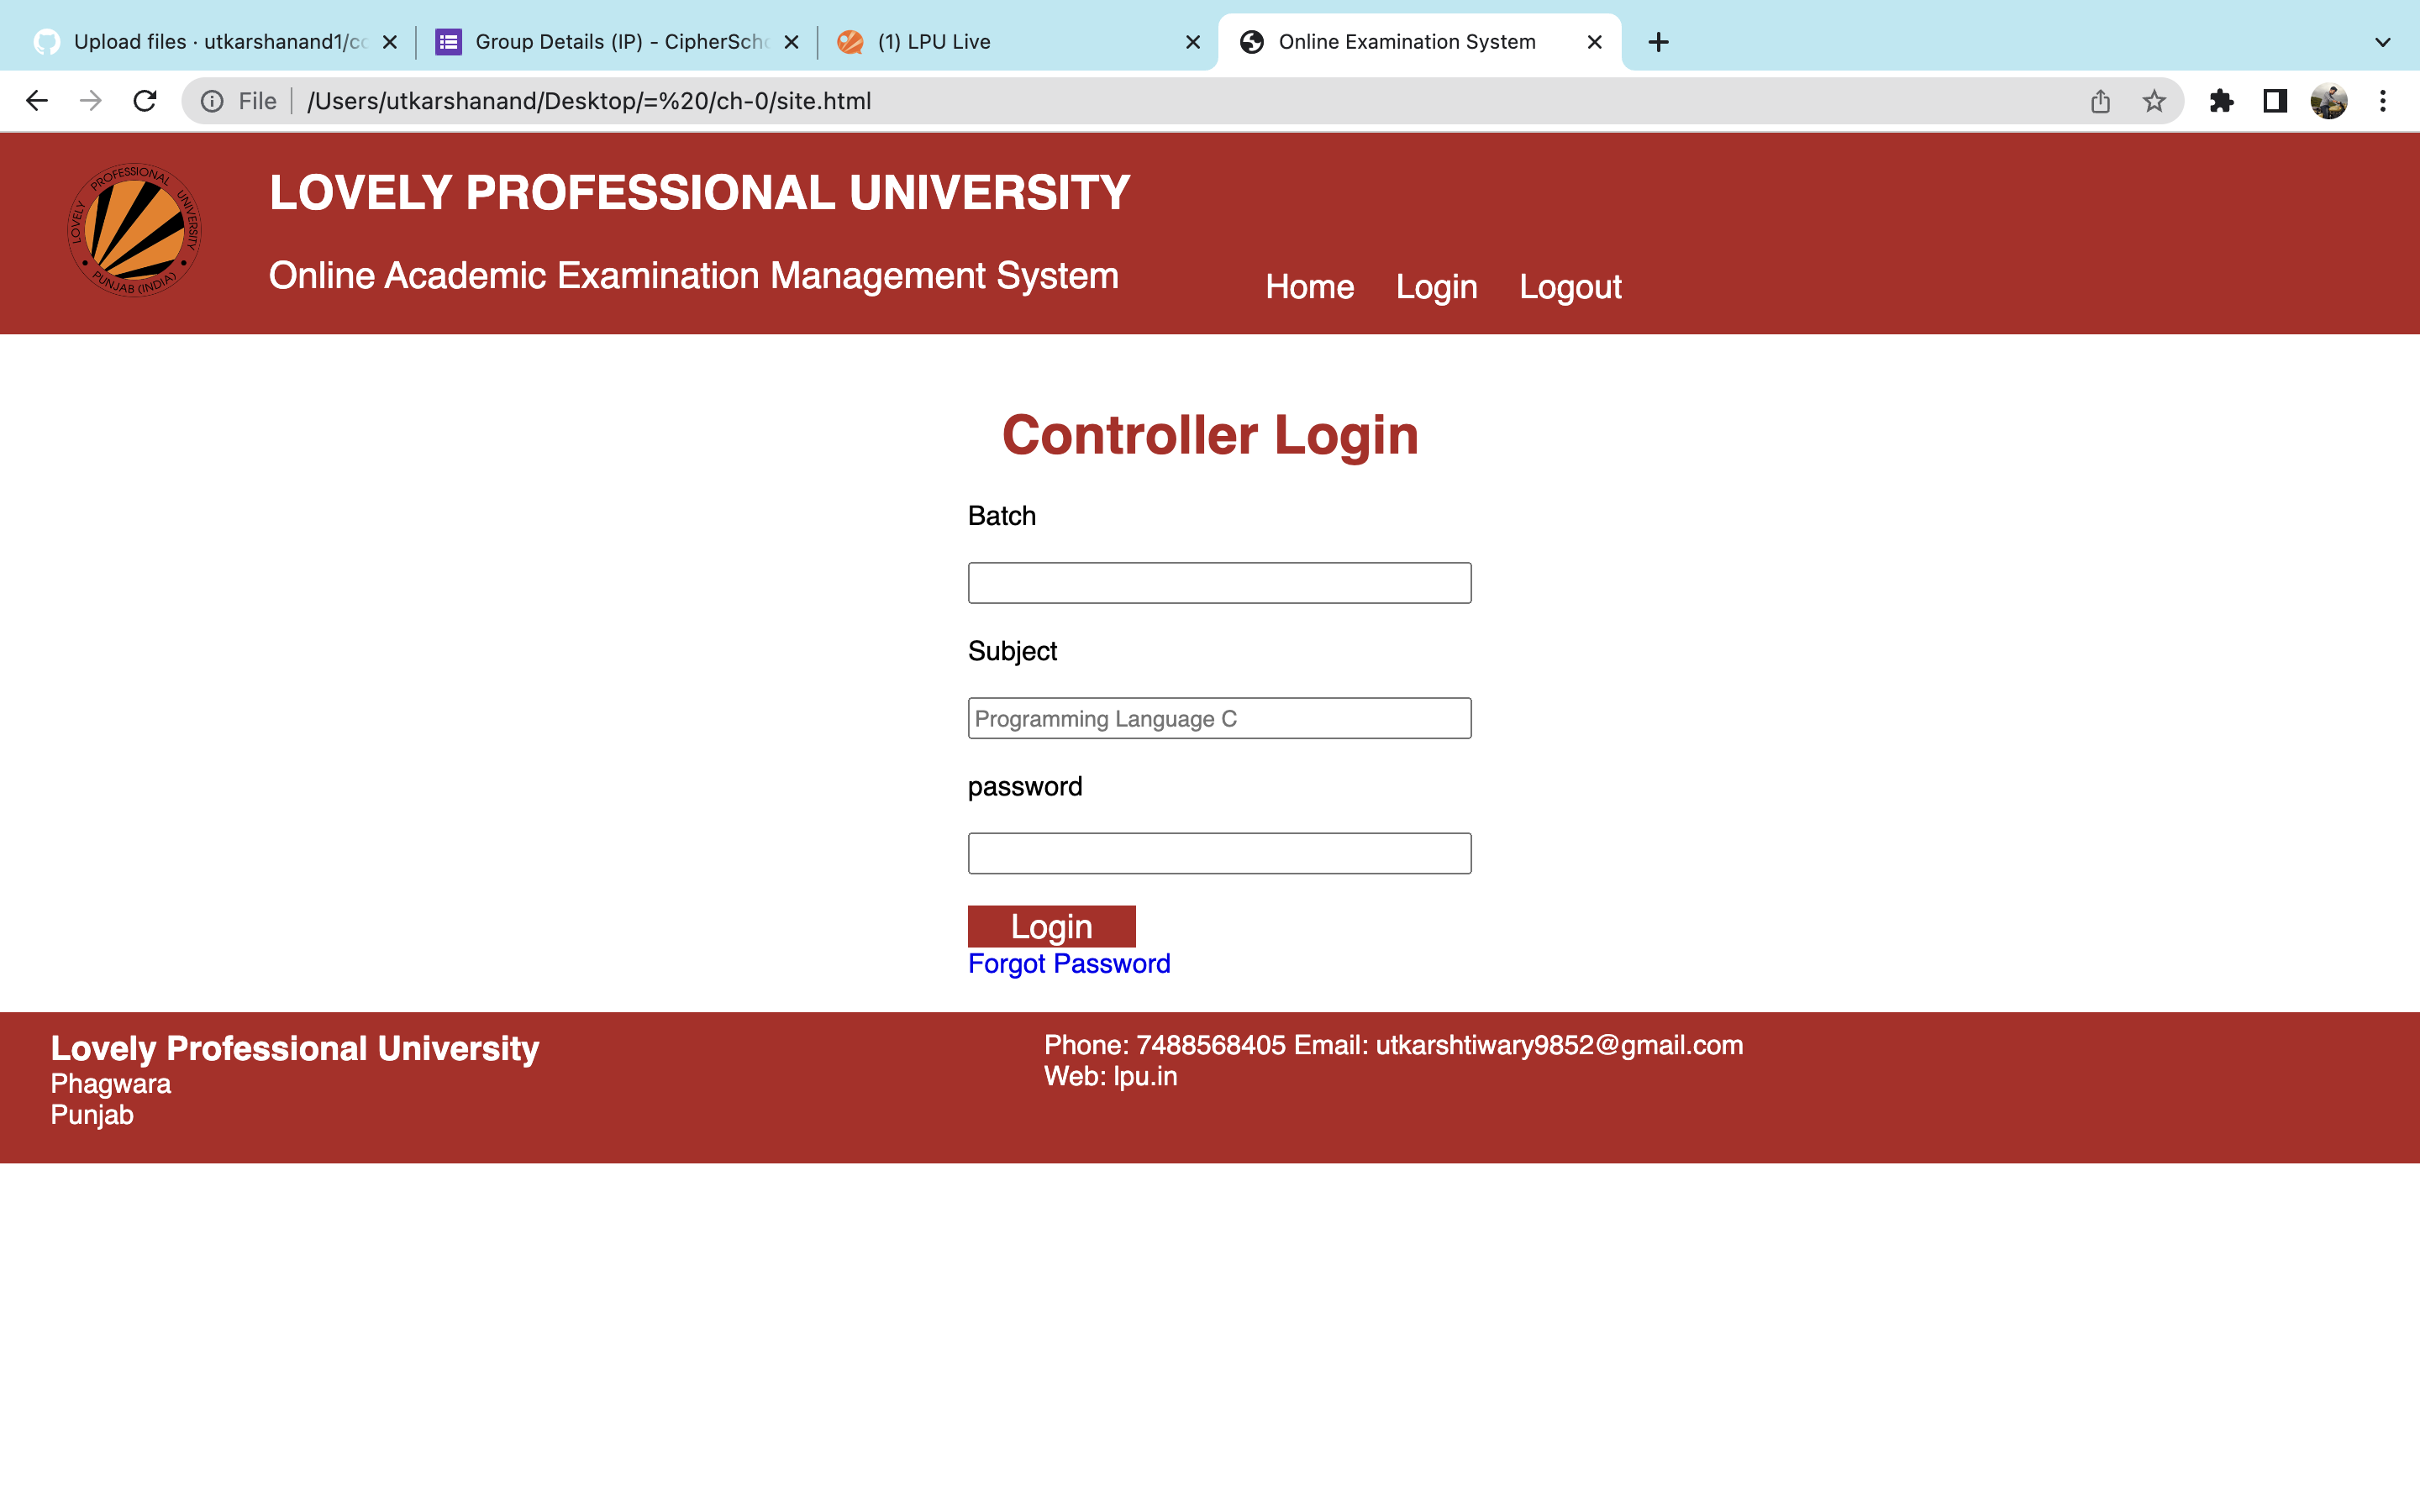 Upload files · utkarshanand1/cc
Group Details (IP) - CipherScho
(1) LPU Live
Online Examination System
File
/Users/utkarshanand/Desktop/=%20/ch-0/site.html
LOVELY PROFESSIONAL UNIVERSITY
PUNJAB (INDIA)
LOVELY PROFESSIONAL UNIVERSITY
Online Academic Examination Management System
Home
Login
Logout
Controller Login
Batch
Subject
Programming Language C
password
Login
Forgot Password
Lovely Professional University
Phagwara
Punjab
Phone: 7488568405 Email: utkarshtiwary9852@gmail.com
Web: lpu.in